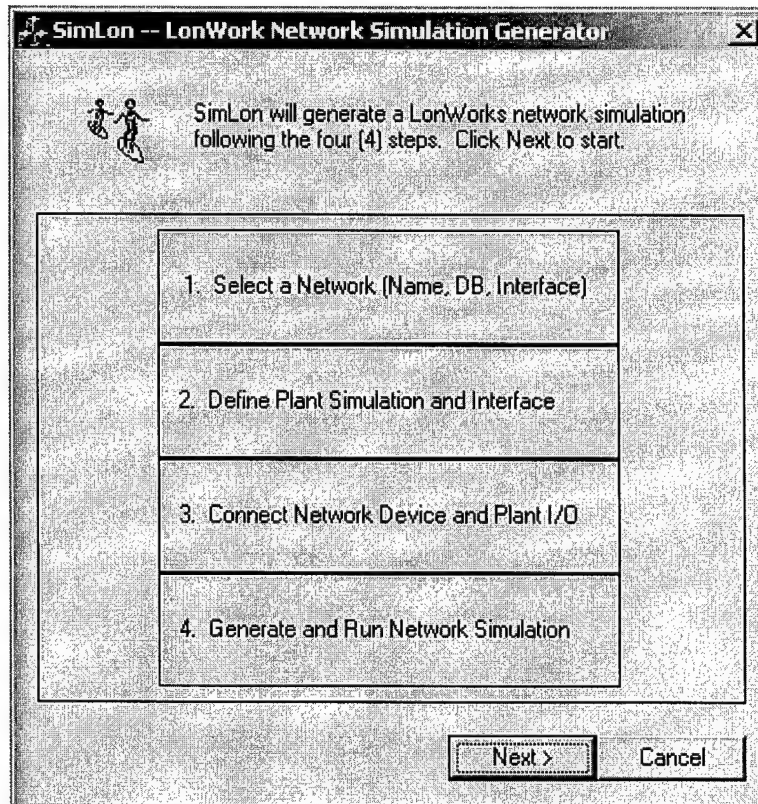 SimLon -- LonWork Network Simulation Generator
SimLon will generate a LonWorks network simulation
following the four (4) steps. Click Next to start.
1. Select a Network (Name, DB, Interface)
2. Define Plant Simulation and Interface
3. Connect Network Device and Plant I/O
4. Generate and Run Network Simulation
Next >
Cancel